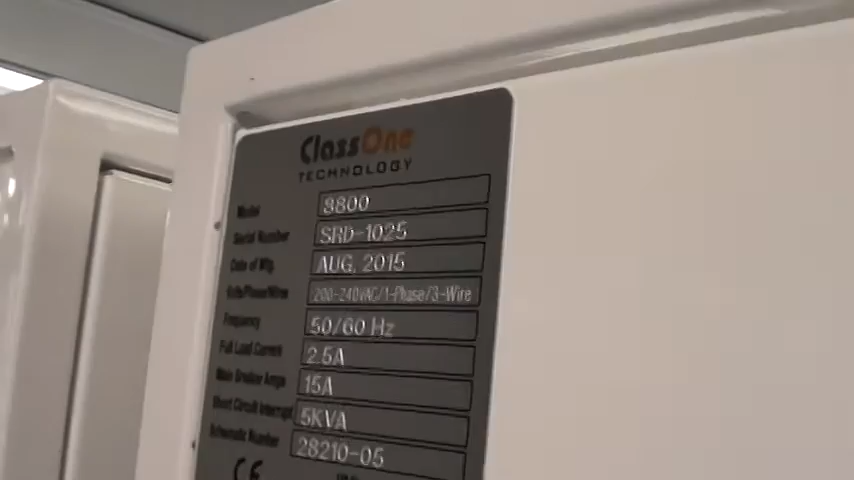 ClassOne
TECHNOLOGY
Model 8800
Serial Number SRD-1025
Date of Mfg. AUG. 2015
Volts/Phase/Wire 200-240VAC/1-Phase/3-Wire
Frequency 50/60 Hz
Full Load Current 2.5A
Main Breaker Amps 15A
Short Circuit Interrupt 5KVA
Schematic Number 28210-05
CE